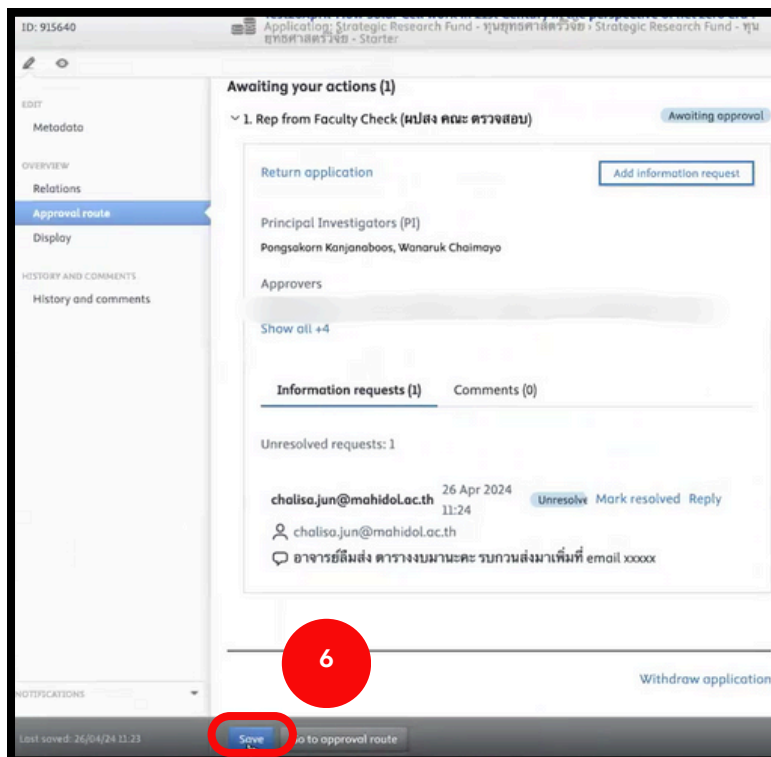 ID: 915640
Application: Strategic Research Fund - ทุนยุทธศาสตร์วิจัย › Strategic Research Fund - ทุน
ยุทธศาสตร์วิจัย - Starter
EDIT
Metadata
OVERVIEW
Relations
Approval route
Display
HISTORY AND COMMENTS
History and comments
Awaiting your actions (1)
1. Rep from Faculty Check (ผปสง คณะ ตรวจสอบ)
Awaiting approval
Return application
Add information request
Principal Investigators (PI)
Pongsakorn Kanjanaboos, Wanaruk Chaimayo
Approvers
Show all +4
Information requests (1) Comments (0)
Unresolved requests: 1
chalisa.jun@mahidol.ac.th 26 Apr 2024 11:24 Unresolve Mark resolved Reply
chalisa.jun@mahidol.ac.th
อาจารย์ลืมส่ง ตารางงบมานะคะ รบกวนส่งมาเพิ่มที่ email xxxxx
6
Withdraw application
NOTIFICATIONS
Last saved: 26/04/24 11:23
Save
to approval route